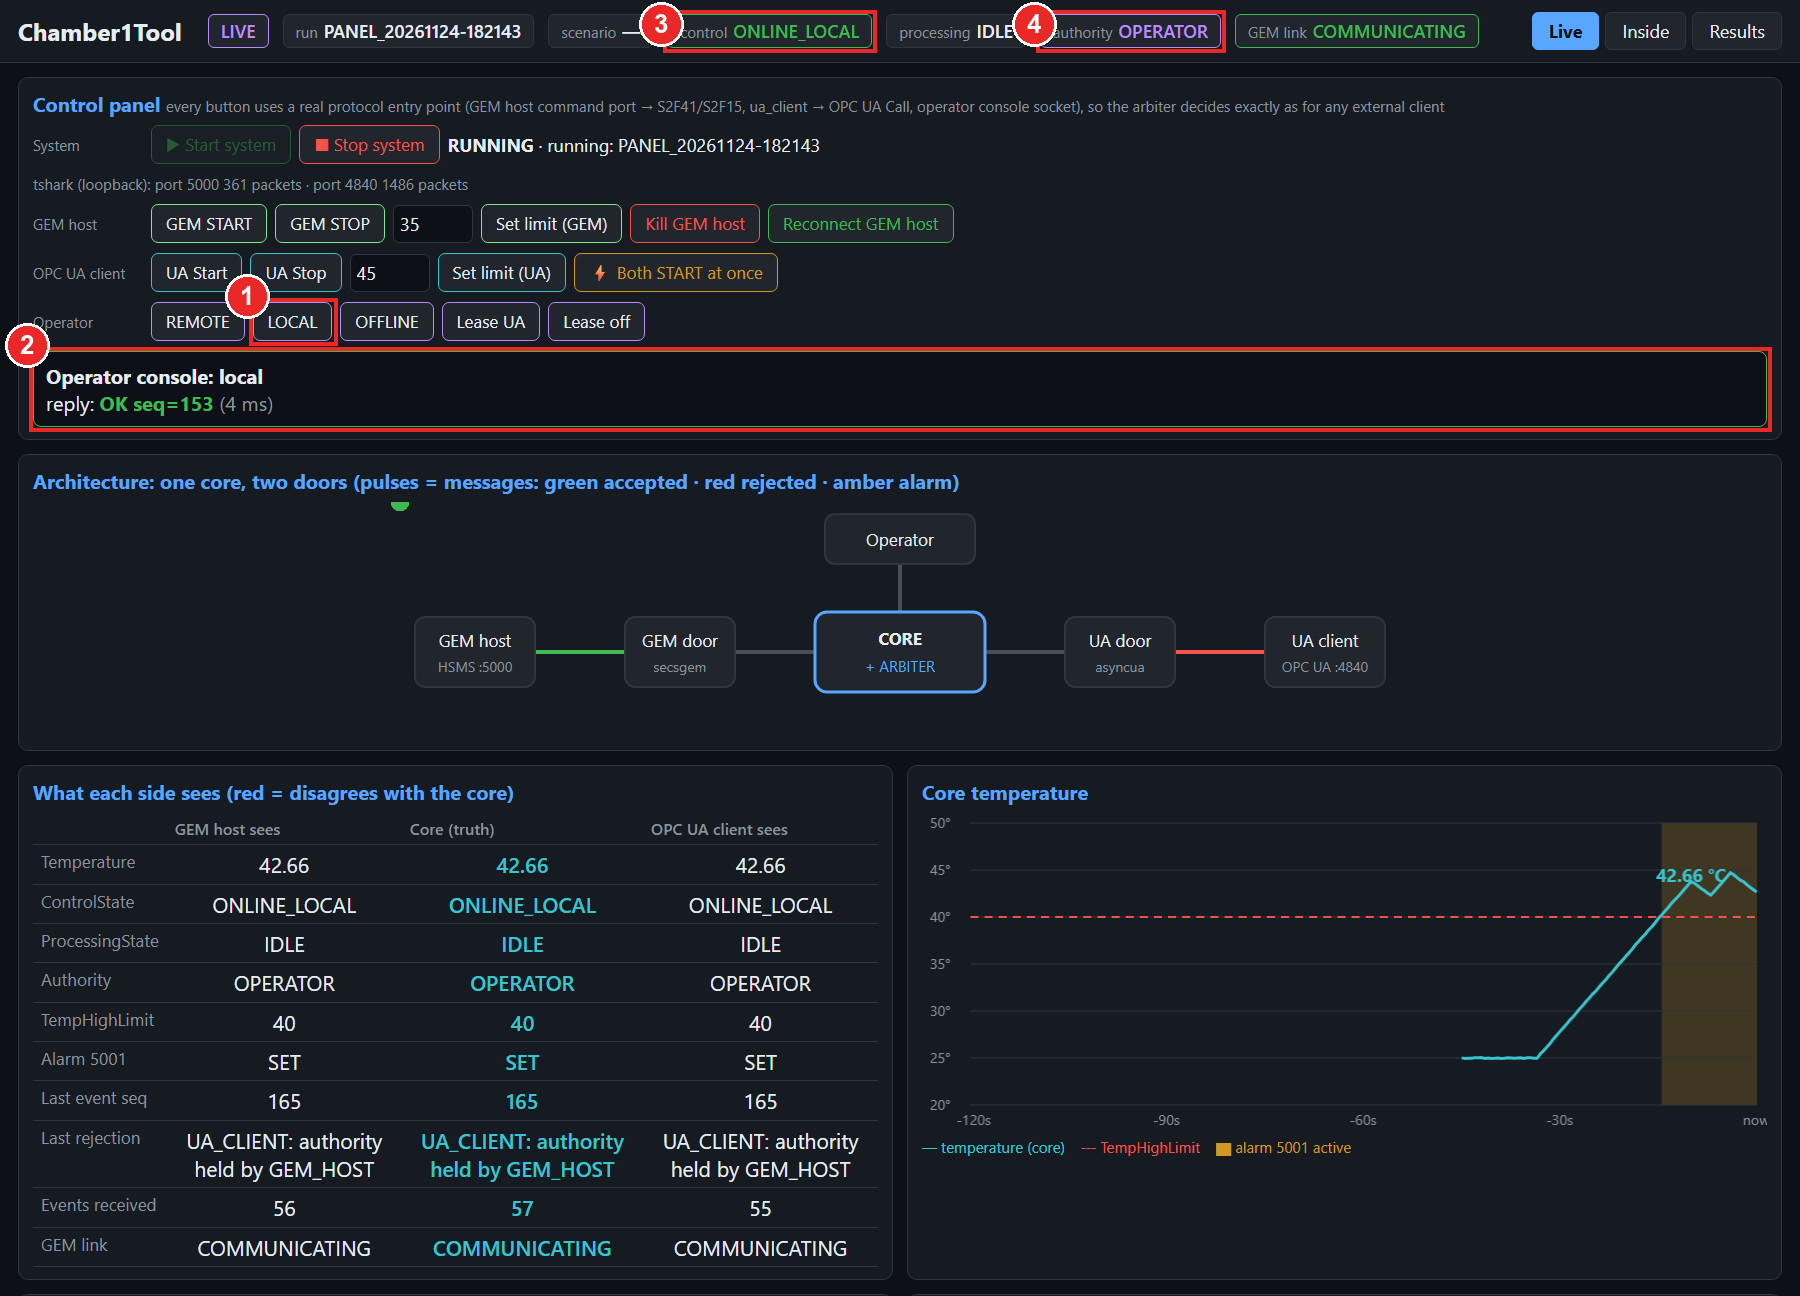 Chamber1Tool
LIVE
run PANEL_20261124-182143
scenario —
3
control ONLINE_LOCAL
processing IDLE
4
authority OPERATOR
GEM link COMMUNICATING
Live
Inside
Results
Control panel every button uses a real protocol entry point (GEM host command port → S2F41/S2F15, ua_client → OPC UA Call, operator console socket), so the arbiter decides exactly as for any external client
System ▶ Start system ■ Stop system RUNNING · running: PANEL_20261124-182143
tshark (loopback): port 5000 361 packets · port 4840 1486 packets
GEM host GEM START GEM STOP 35 Set limit (GEM) Kill GEM host Reconnect GEM host
OPC UA client UA Start UA Stop 45 Set limit (UA) ⚡ Both START at once
1
Operator REMOTE LOCAL OFFLINE Lease UA Lease off
2
Operator console: local
reply: OK seq=153 (4 ms)
Architecture: one core, two doors (pulses = messages: green accepted · red rejected · amber alarm)
Operator
GEM host
HSMS :5000
GEM door
secsgem
CORE
+ ARBITER
UA door
asyncua
UA client
OPC UA :4840
What each side sees (red = disagrees with the core)
GEM host sees Core (truth) OPC UA client sees
Temperature 42.66 42.66 42.66
ControlState ONLINE_LOCAL ONLINE_LOCAL ONLINE_LOCAL
ProcessingState IDLE IDLE IDLE
Authority OPERATOR OPERATOR OPERATOR
TempHighLimit 40 40 40
Alarm 5001 SET SET SET
Last event seq 165 165 165
Last rejection UA_CLIENT: authority UA_CLIENT: authority UA_CLIENT: authority
held by GEM_HOST held by GEM_HOST held by GEM_HOST
Events received 56 57 55
GEM link COMMUNICATING COMMUNICATING COMMUNICATING
Core temperature
50°
45°
42.66 °C
40°
35°
30°
25°
20°
-120s -90s -60s -30s now
— temperature (core) — TempHighLimit alarm 5001 active